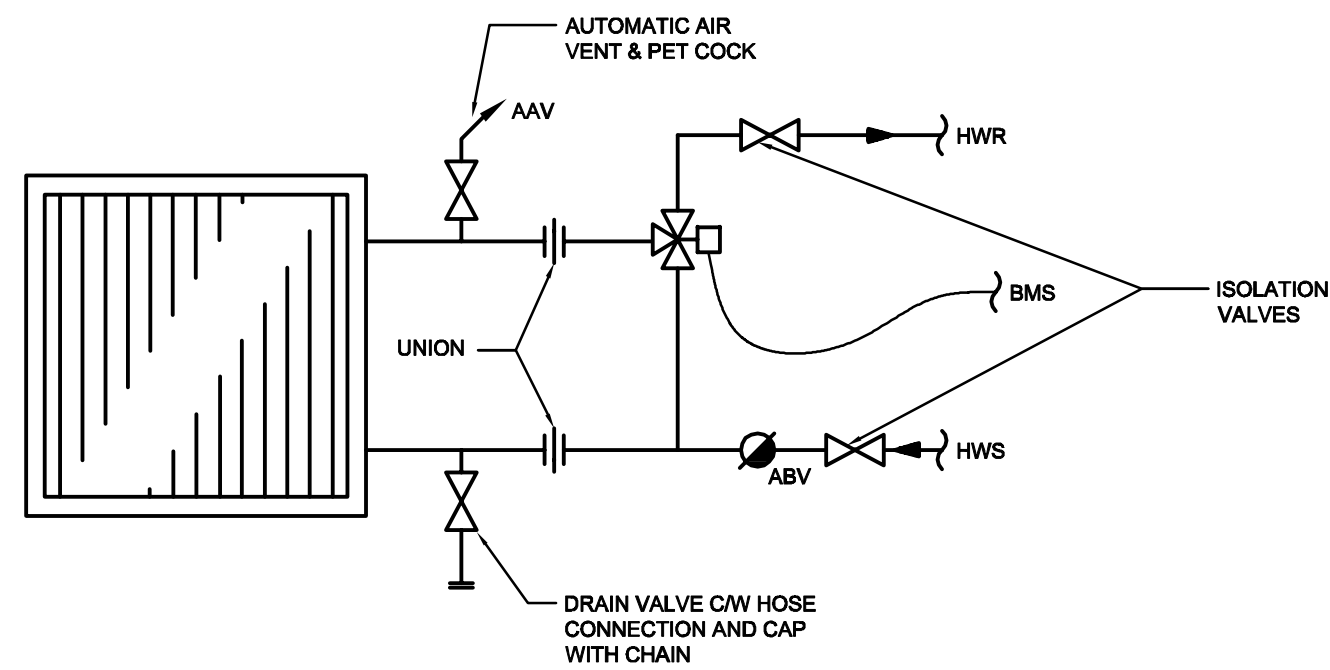 AUTOMATIC AIR
VENT & PET COCK
AAV
HWR
BMS
ISOLATION
VALVES
UNION
HWS
ABV
DRAIN VALVE C/W HOSE
CONNECTION AND CAP
WITH CHAIN